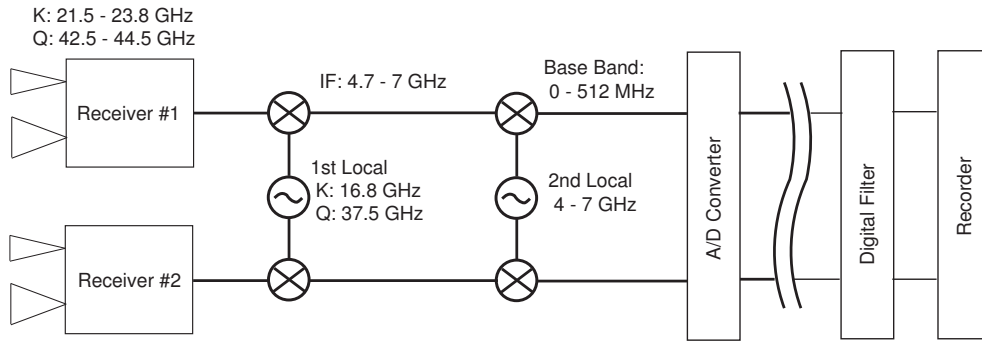 K: 21.5 - 23.8 GHz
Q: 42.5 - 44.5 GHz
Receiver #1
IF: 4.7 - 7 GHz
Base Band:
0 - 512 MHz
1st Local
K: 16.8 GHz
Q: 37.5 GHz
2nd Local
4 - 7 GHz
A/D Converter
Digital Filter
Recorder
Receiver #2